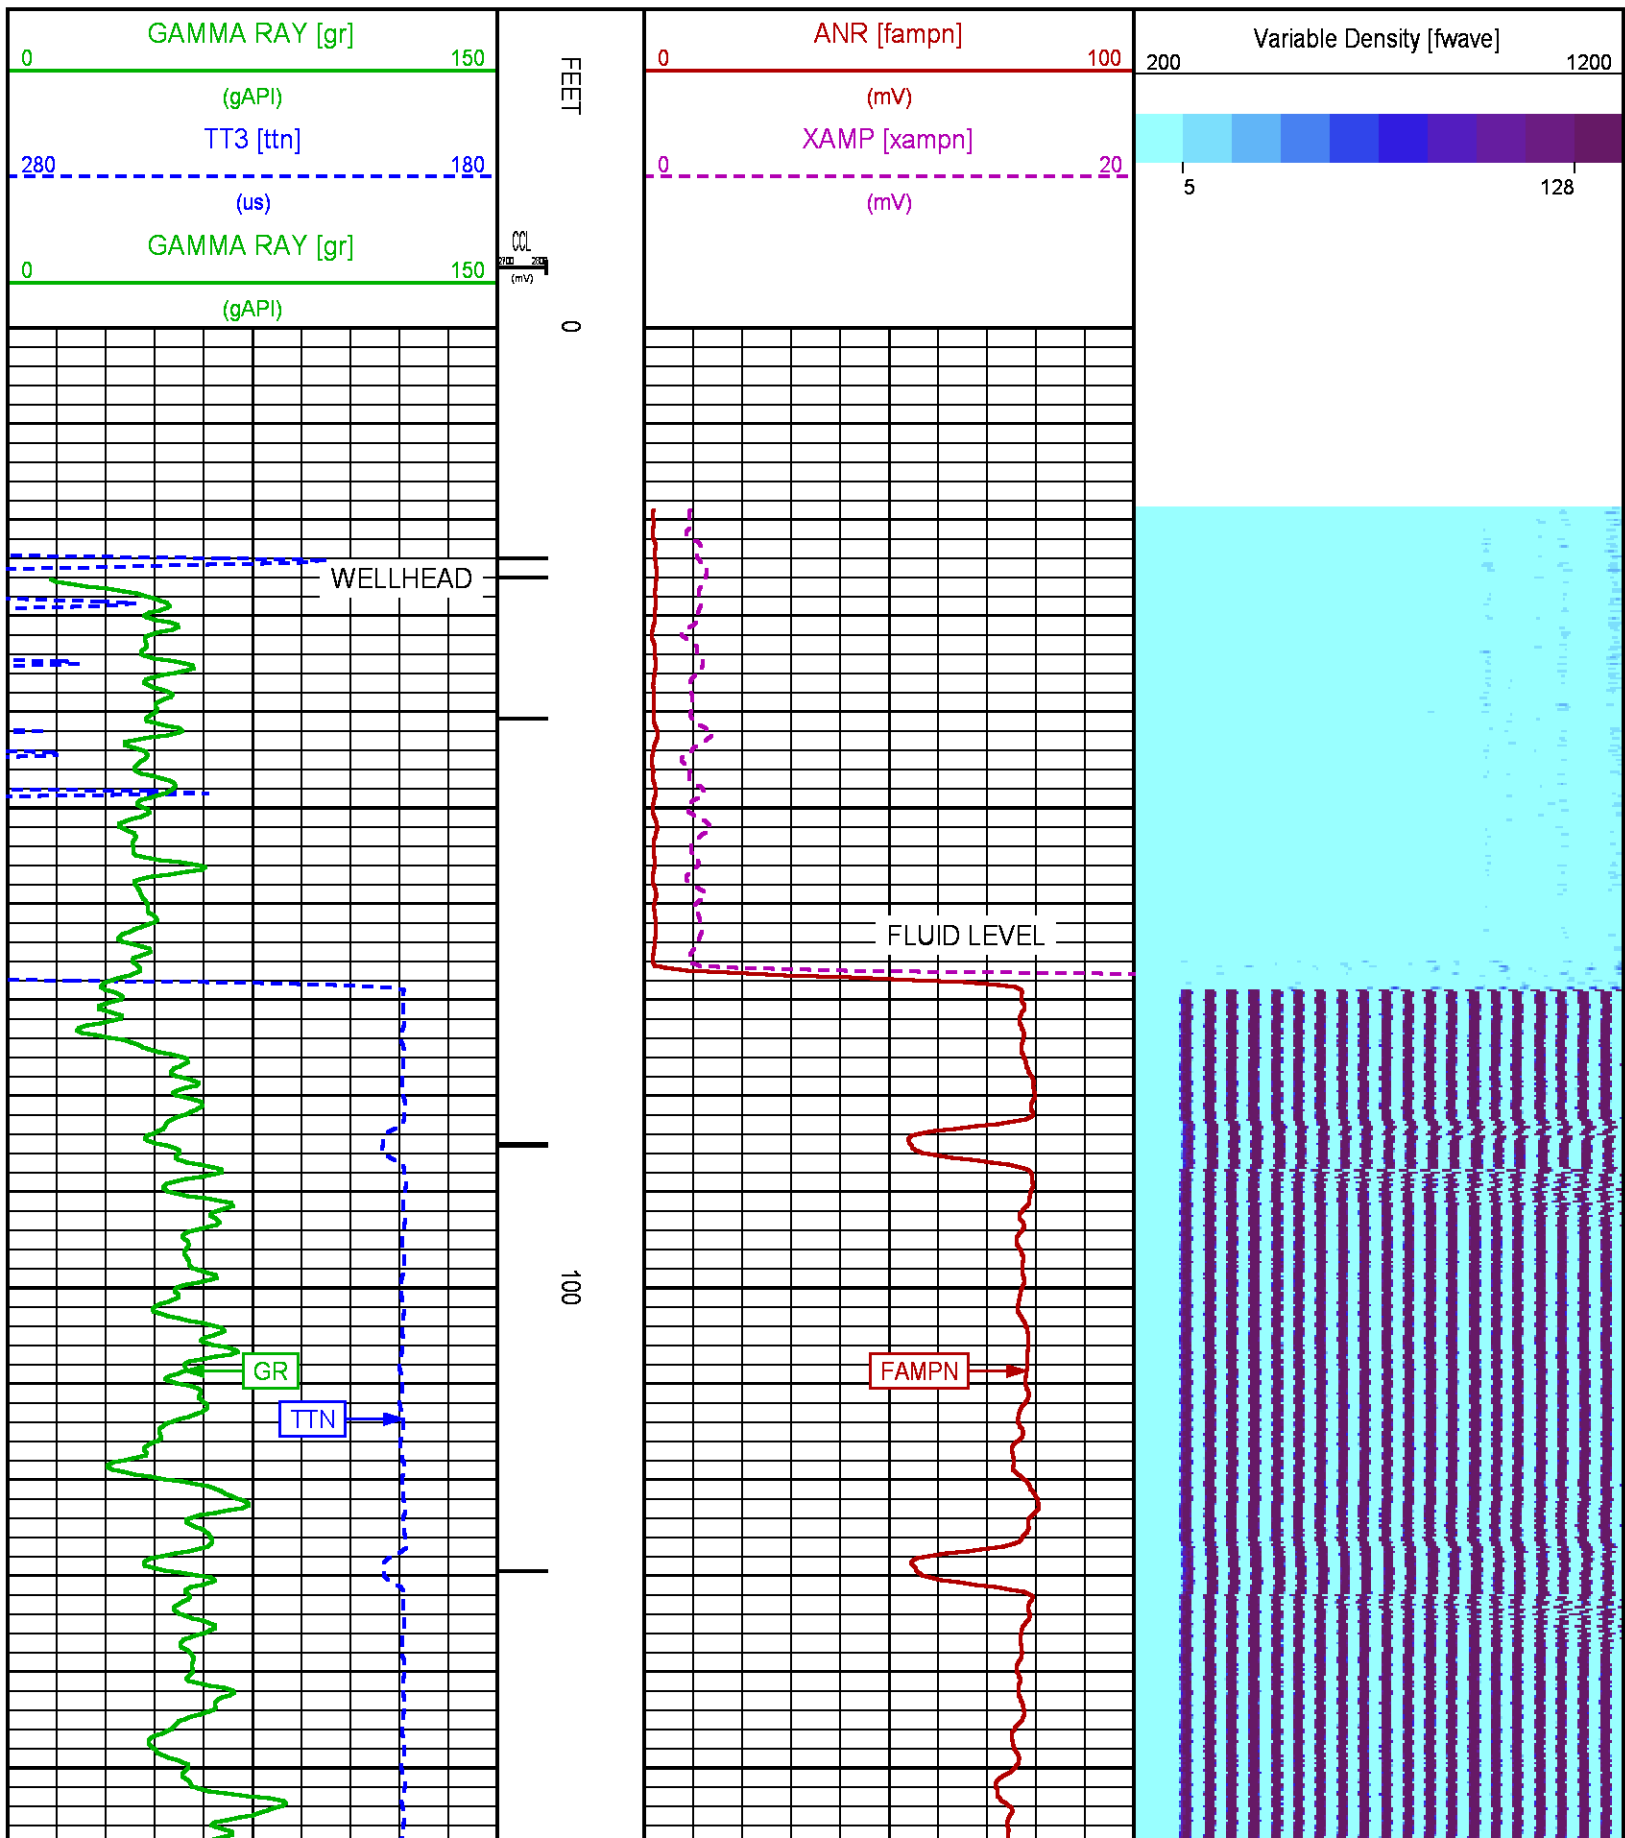 GAMMA RAY [gr]
0 150
(gAPI)
TT3 [ttn]
280 180
(us)
GAMMA RAY [gr]
0 150
(gAPI)
CCL
(mV)
FEET
ANR [fampn]
0 100
(mV)
XAMP [xampn]
0 20
(mV)
Variable Density [fwave]
200 1200
5 128
0
WELLHEAD
FLUID LEVEL
100
GR
FAMPN
TTN